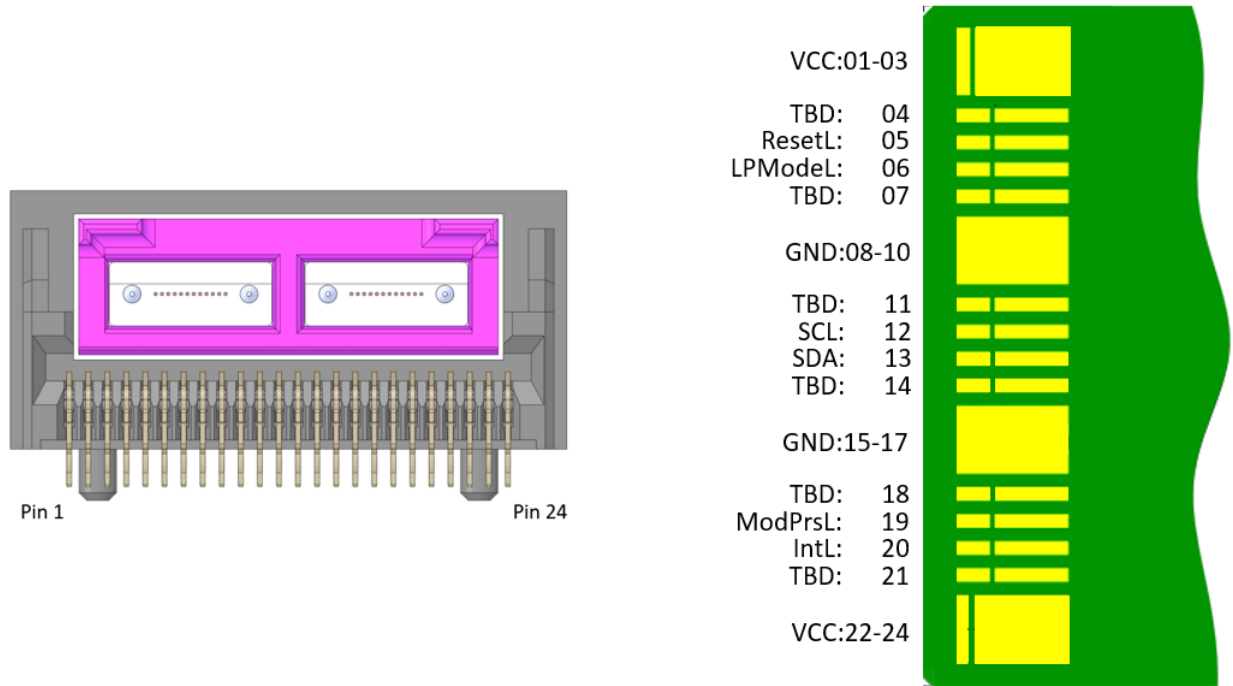 VCC:01-03
TBD: 04
ResetL: 05
LPModeL: 06
TBD: 07
GND:08-10
TBD: 11
SCL: 12
SDA: 13
TBD: 14
GND:15-17
TBD: 18
ModPrsL: 19
IntL: 20
TBD: 21
VCC:22-24
Pin 1
Pin 24